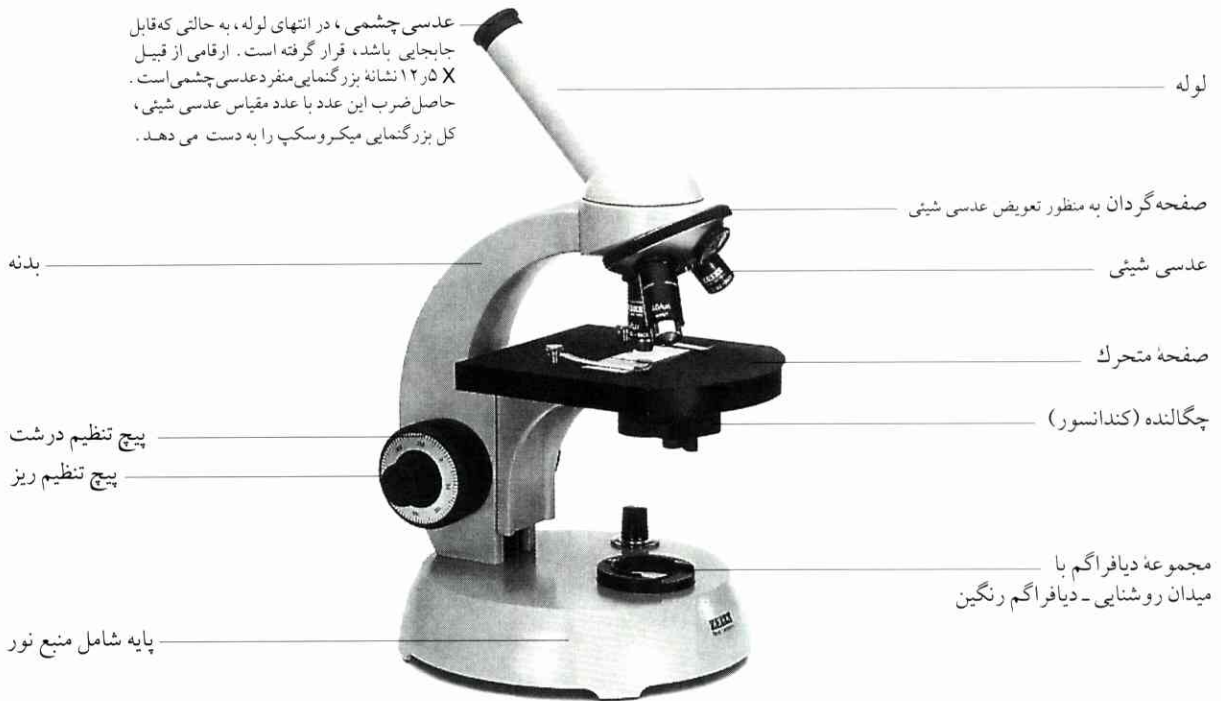 عدسی چشمی، در انتهای لوله، به حالتی که قابل
جابجایی باشد، قرار گرفته است. ارقامی از قبیل
X ۱۲ر۵ نشانهٔ بزرگنمایی منفرد عدسی چشمی است.
حاصل ضرب این عدد با عدد مقیاس عدسی شیئی،
کل بزرگنمایی میکروسکپ را به دست می دهد.
لوله
صفحه گردان به منظور تعویض عدسی شیئی
عدسی شیئی
صفحهٔ متحرك
چگالنده (کندانسور)
مجموعهٔ دیافراگم با
میدان روشنایی - دیافراگم رنگین
بدنه
پیچ تنظیم درشت
پیچ تنظیم ریز
پایه شامل منبع نور